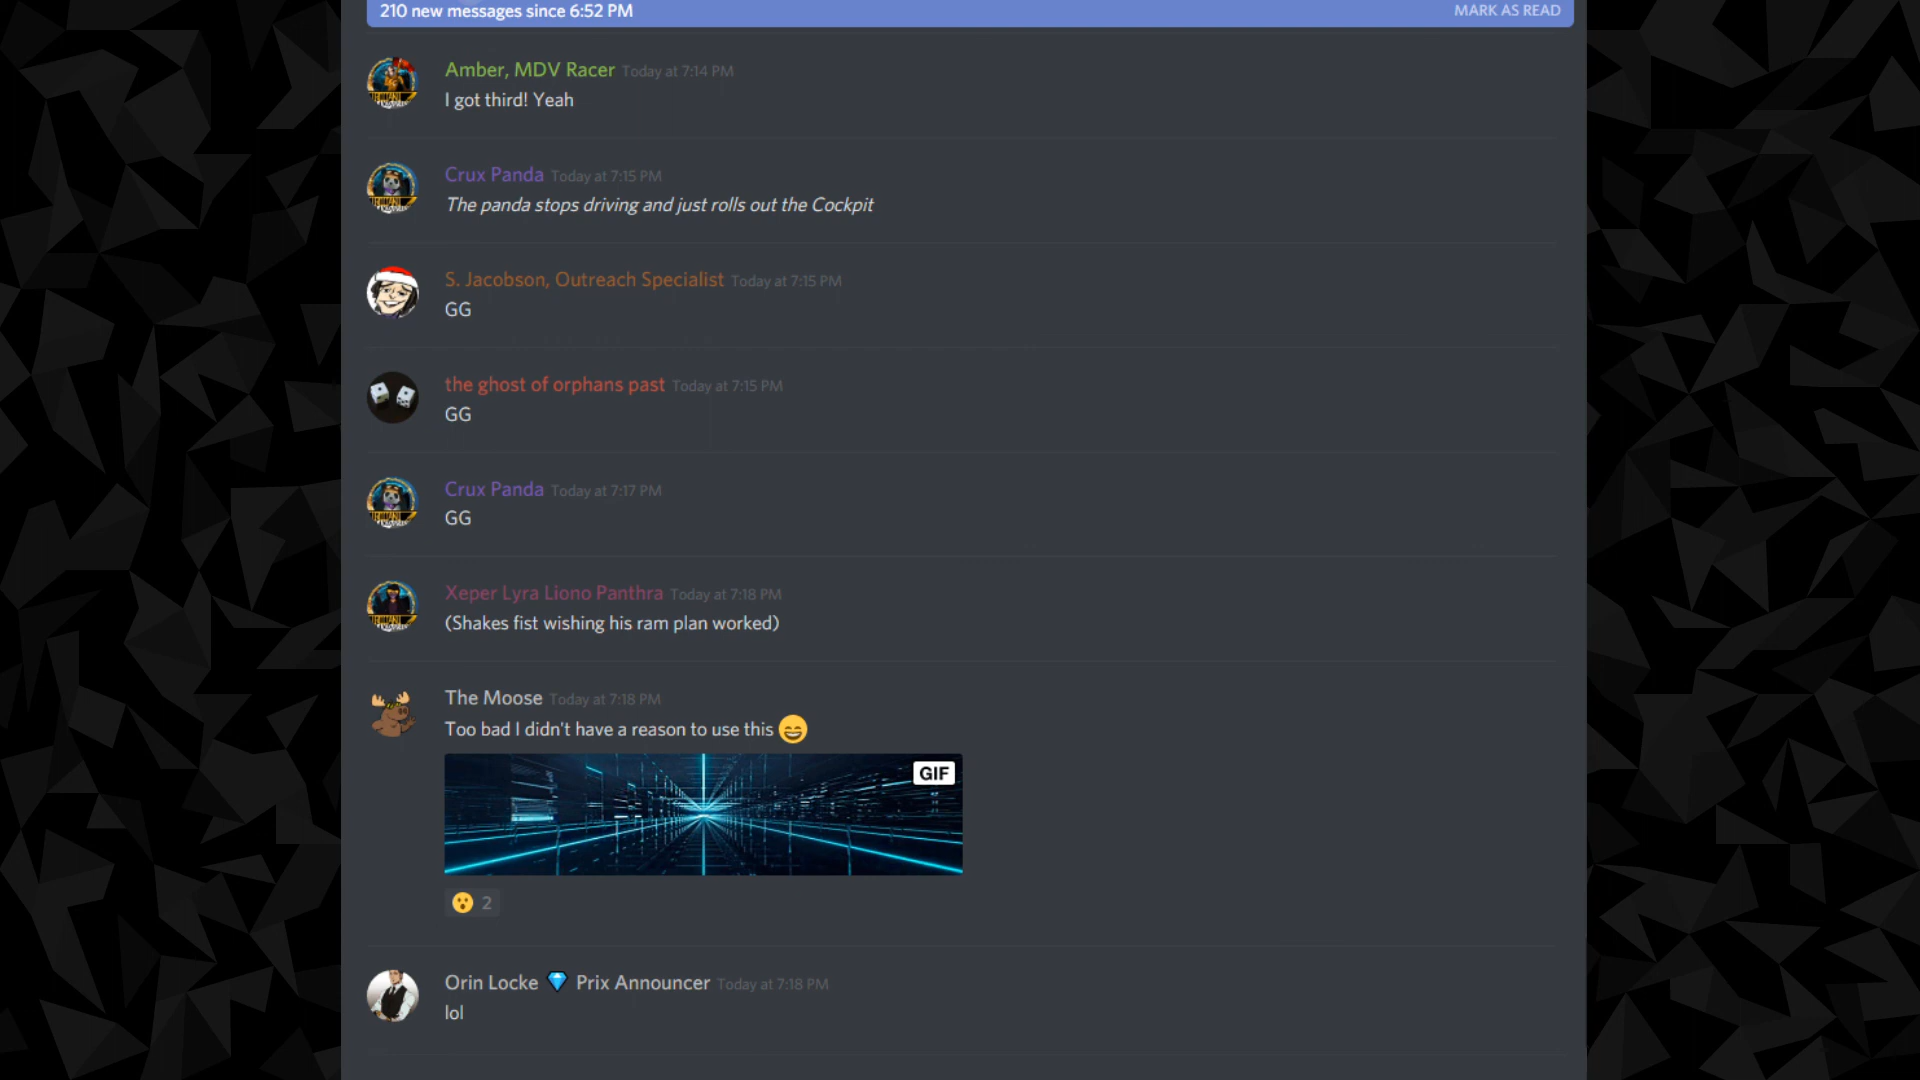 210 new messages since 6:52 PM MARK AS READ
Amber, MDV Racer Today at 7:14 PM
I got third! Yeah
Crux Panda Today at 7:15 PM
The panda stops driving and just rolls out the Cockpit
S. Jacobson, Outreach Specialist Today at 7:15 PM
GG
the ghost of orphans past Today at 7:15 PM
GG
Crux Panda Today at 7:17 PM
GG
Xeper Lyra Liono Panthra Today at 7:18 PM
(Shakes fist wishing his ram plan worked)
The Moose Today at 7:18 PM
Too bad I didn't have a reason to use this 😄
GIF
😮 2
Orin Locke 💎 Prix Announcer Today at 7:18 PM
lol